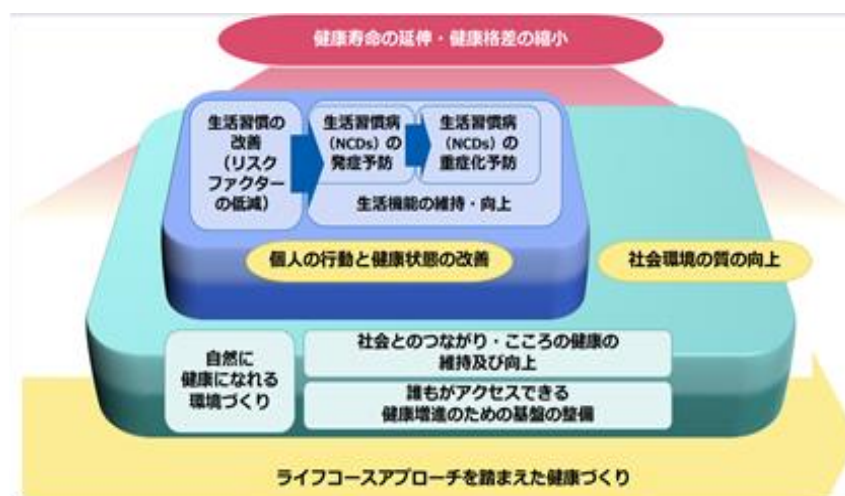 健康寿命の延伸・健康格差の縮小
生活習慣の
改善
（リスク
ファクター
の低減）
生活習慣病
（NCDs）の
発症予防
生活習慣病
（NCDs）の
重症化予防
生活機能の維持・向上
個人の行動と健康状態の改善
社会環境の質の向上
自然に
健康になれる
環境づくり
社会とのつながり・こころの健康の
維持及び向上
誰もがアクセスできる
健康増進のための基盤の整備
ライフコースアプローチを踏まえた健康づくり